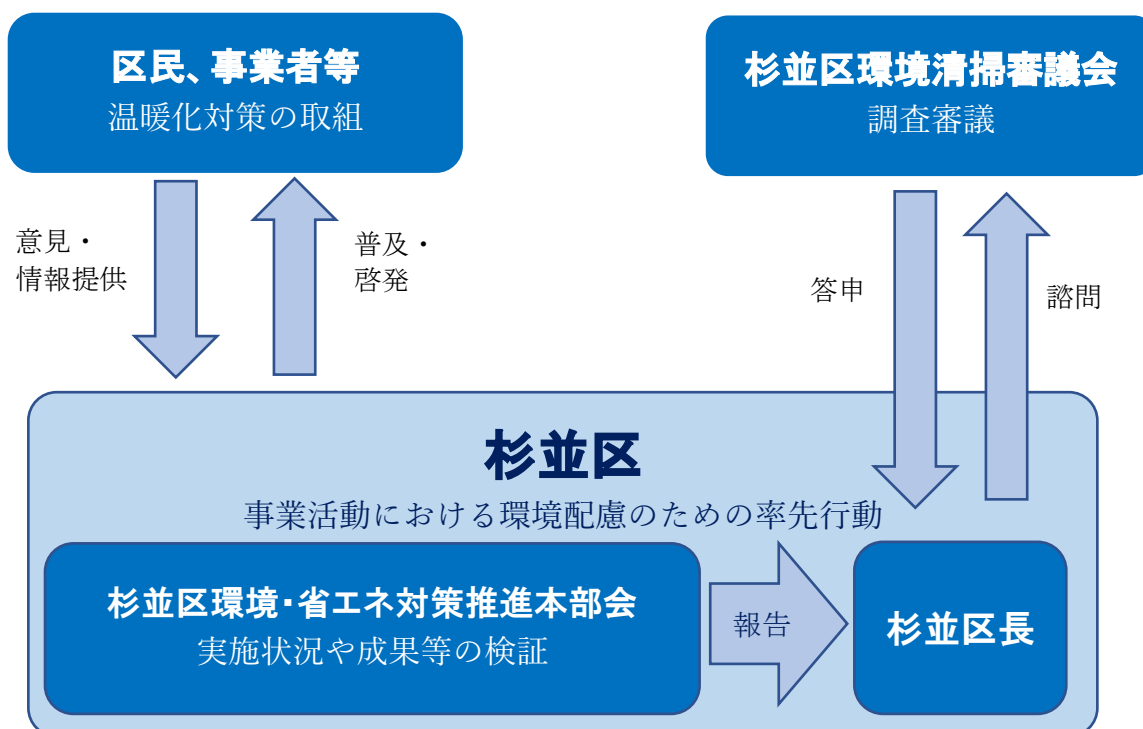 区民、事業者等
温暖化対策の取組
杉並区環境清掃審議会
調査審議
意見・
情報提供
普及・
啓発
答申
諮問
杉並区
事業活動における環境配慮のための率先行動
杉並区環境・省エネ対策推進本部会
実施状況や成果等の検証
報告
杉並区長